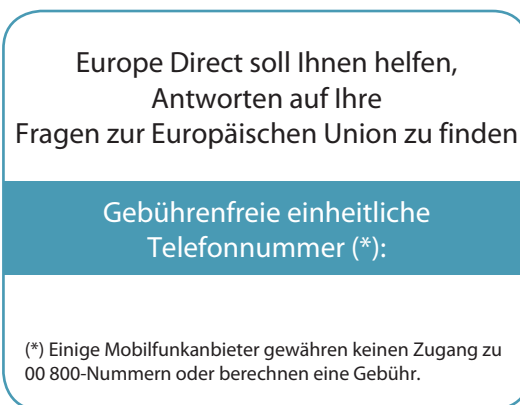 Europe Direct soll Ihnen helfen,
Antworten auf Ihre
Fragen zur Europäischen Union zu finden
Gebührenfreie einheitliche
Telefonnummer (*):
(*) Einige Mobilfunkanbieter gewähren keinen Zugang zu
00 800-Nummern oder berechnen eine Gebühr.